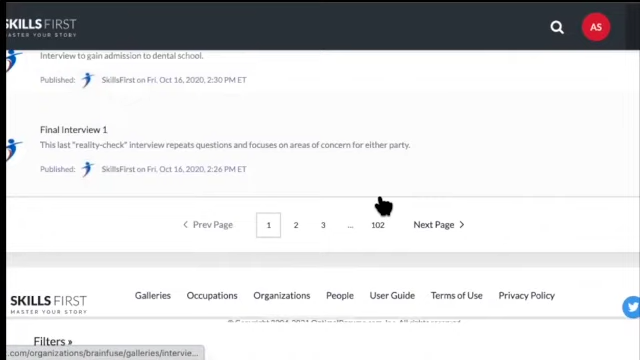 SKILLS FIRST
MASTER YOUR STORY
AS
Interview to gain admission to dental school.
Published: SkillsFirst on Fri, Oct 16, 2020, 2:30 PM ET
Final Interview 1
This last "reality-check" interview repeats questions and focuses on areas of concern for either party.
Published: SkillsFirst on Fri, Oct 16, 2020, 2:26 PM ET
< Prev Page 1 2 3 ... 102 Next Page >
SKILLS FIRST
MASTER YOUR STORY
Galleries Occupations Organizations People User Guide Terms of Use Privacy Policy
Filters »
.com/organizations/brainfuse/galleries/intervie...